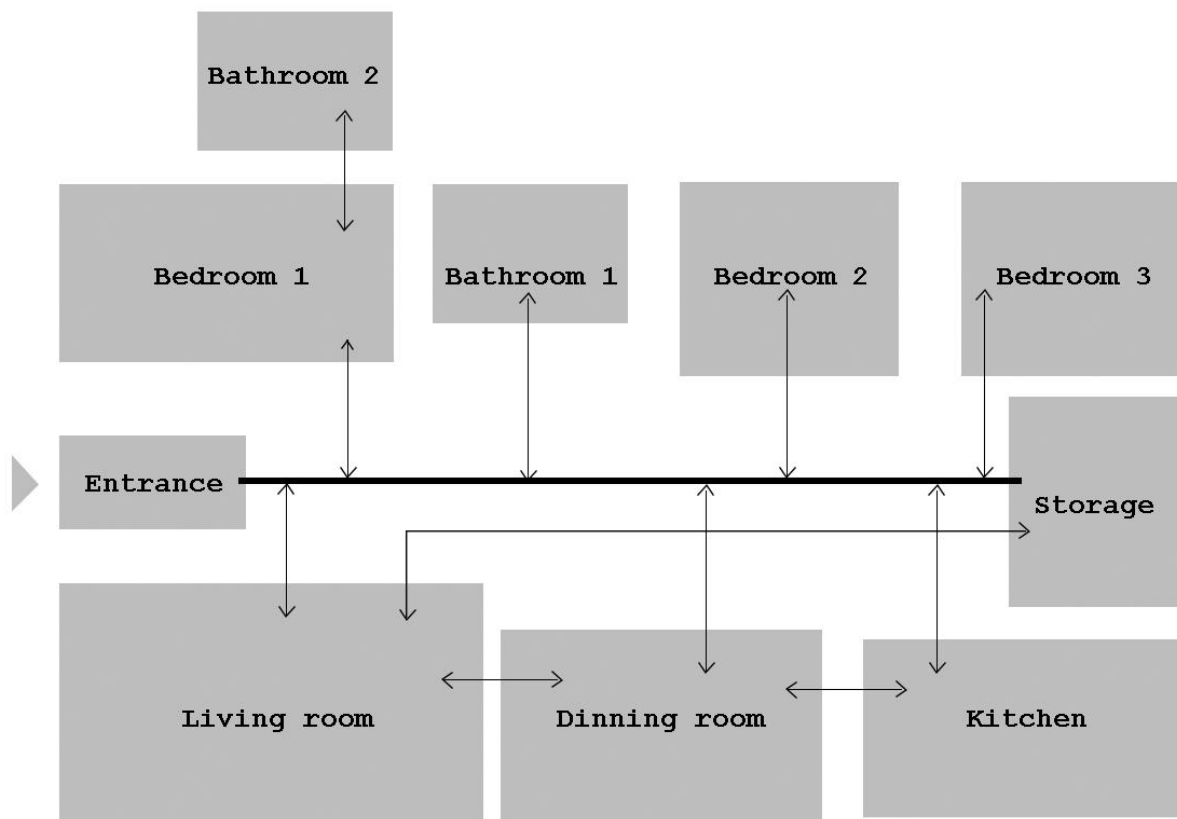 Bathroom 2
Bedroom 1
Bathroom 1
Bedroom 2
Bedroom 3
Entrance
Storage
Living room
Dinning room
Kitchen